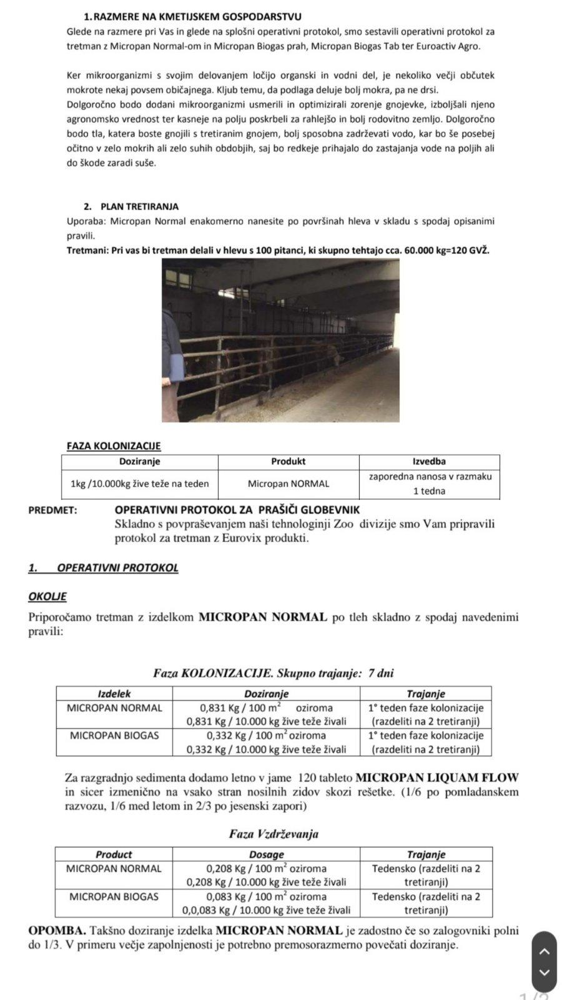 1. RAZMERE NA KMETIJSKEM GOSPODARSTVU
Glede na razmere pri Vas in glede na splošni operativni protokol, smo sestavili operativni protokol za
tretman z Micropan Normal-om in Micropan Biogas prah, Micropan Biogas Tab ter Euroactiv Agro.
Ker mikroorganizmi s svojim delovanjem ločijo organski in vodni del, je nekoliko večji občutek
mokrote nekaj povsem običajnega. Kljub temu, da podlaga deluje bolj mokra, pa ne drsi.
Dolgoročno bodo dodani mikroorganizmi usmerili in optimizirali zorenje gnojevke, izboljšali njeno
agronomsko vrednost ter kasneje na polju poskrbeli za rahlejšo in bolj rodovitno zemljo. Dolgoročno
bodo tla, katera boste gnojili s tretiranim gnojem, bolj sposobna zadrževati vodo, kar bo še posebej
očitno v zelo mokrih ali zelo suhih obdobjih, saj bo redkeje prihajalo do zastajanja vode na poljih ali
do škode zaradi suše.
2. PLAN TRETIRANJA
Uporaba: Micropan Normal enakomerno nanesite po površinah hleva v skladu s spodaj opisanimi
pravili.
Tretmani: Pri vas bi tretman delali v hlevu s 100 pitanci, ki skupno tehtajo cca. 60.000 kg=120 GVŽ.
FAZA KOLONIZACIJE
Doziranje Produkt Izvedba
1kg /10.000kg žive teže na teden Micropan NORMAL zaporedna nanosa v razmaku
1 tedna
PREDMET: OPERATIVNI PROTOKOL ZA PRAŠIČI GLOBEVNIK
Skladno s povpraševanjem naši tehnologinji Zoo divizije smo Vam pripravili
protokol za tretman z Eurovix produkti.
1. OPERATIVNI PROTOKOL
OKOLJE
Priporočamo tretman z izdelkom MICROPAN NORMAL po tleh skladno z spodaj navedenimi
pravili:
Faza KOLONIZACIJE. Skupno trajanje: 7 dni
Izdelek Doziranje Trajanje
MICROPAN NORMAL 0,831 Kg / 100 m² oziroma 1° teden faze kolonizacije
0,831 Kg / 10.000 kg žive teže živali (razdeliti na 2 tretiranji)
MICROPAN BIOGAS 0,332 Kg / 100 m² oziroma 1° teden faze kolonizacije
0,332 Kg / 10.000 kg žive teže živali (razdeliti na 2 tretiranji)
Za razgradnjo sedimenta dodamo letno v jame 120 tableto MICROPAN LIQUAM FLOW
in sicer izmenično na vsako stran nosilnih zidov skozi rešetke. (1/6 po pomladanskem
razvozu, 1/6 med letom in 2/3 po jesenski zapori)
Faza Vzdrževanja
Product Dosage Trajanje
MICROPAN NORMAL 0,208 Kg / 100 m² oziroma Tedensko (razdeliti na 2
0,208 Kg / 10.000 kg žive teže živali tretiranji)
MICROPAN BIOGAS 0,083 Kg / 100 m² oziroma Tedensko (razdeliti na 2
0,0,083 Kg / 10.000 kg žive teže živali tretiranji)
OPOMBA. Takšno doziranje izdelka MICROPAN NORMAL je zadostno če so zalogovniki polni
do 1/3. V primeru večje zapolnjenosti je potrebno premosorazmerno povečati doziranje.